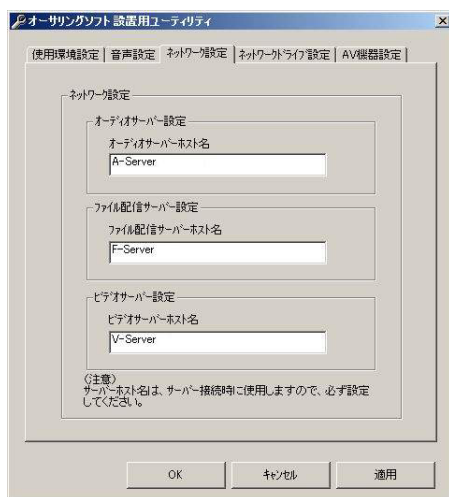 オーサリングソフト 設置用ユーティリティ
使用環境設定 音声設定 ネットワーク設定 ネットワークドライブ設定 AV機器設定
ネットワーク設定
オーディオサーバー設定
オーディオサーバーホスト名
A-Server
ファイル配信サーバー設定
ファイル配信サーバーホスト名
F-Server
ビデオサーバー設定
ビデオサーバーホスト名
V-Server
(注意)
サーバーホスト名は、サーバー接続時に使用しますので、必ず設定
してください。
OK キャンセル 適用